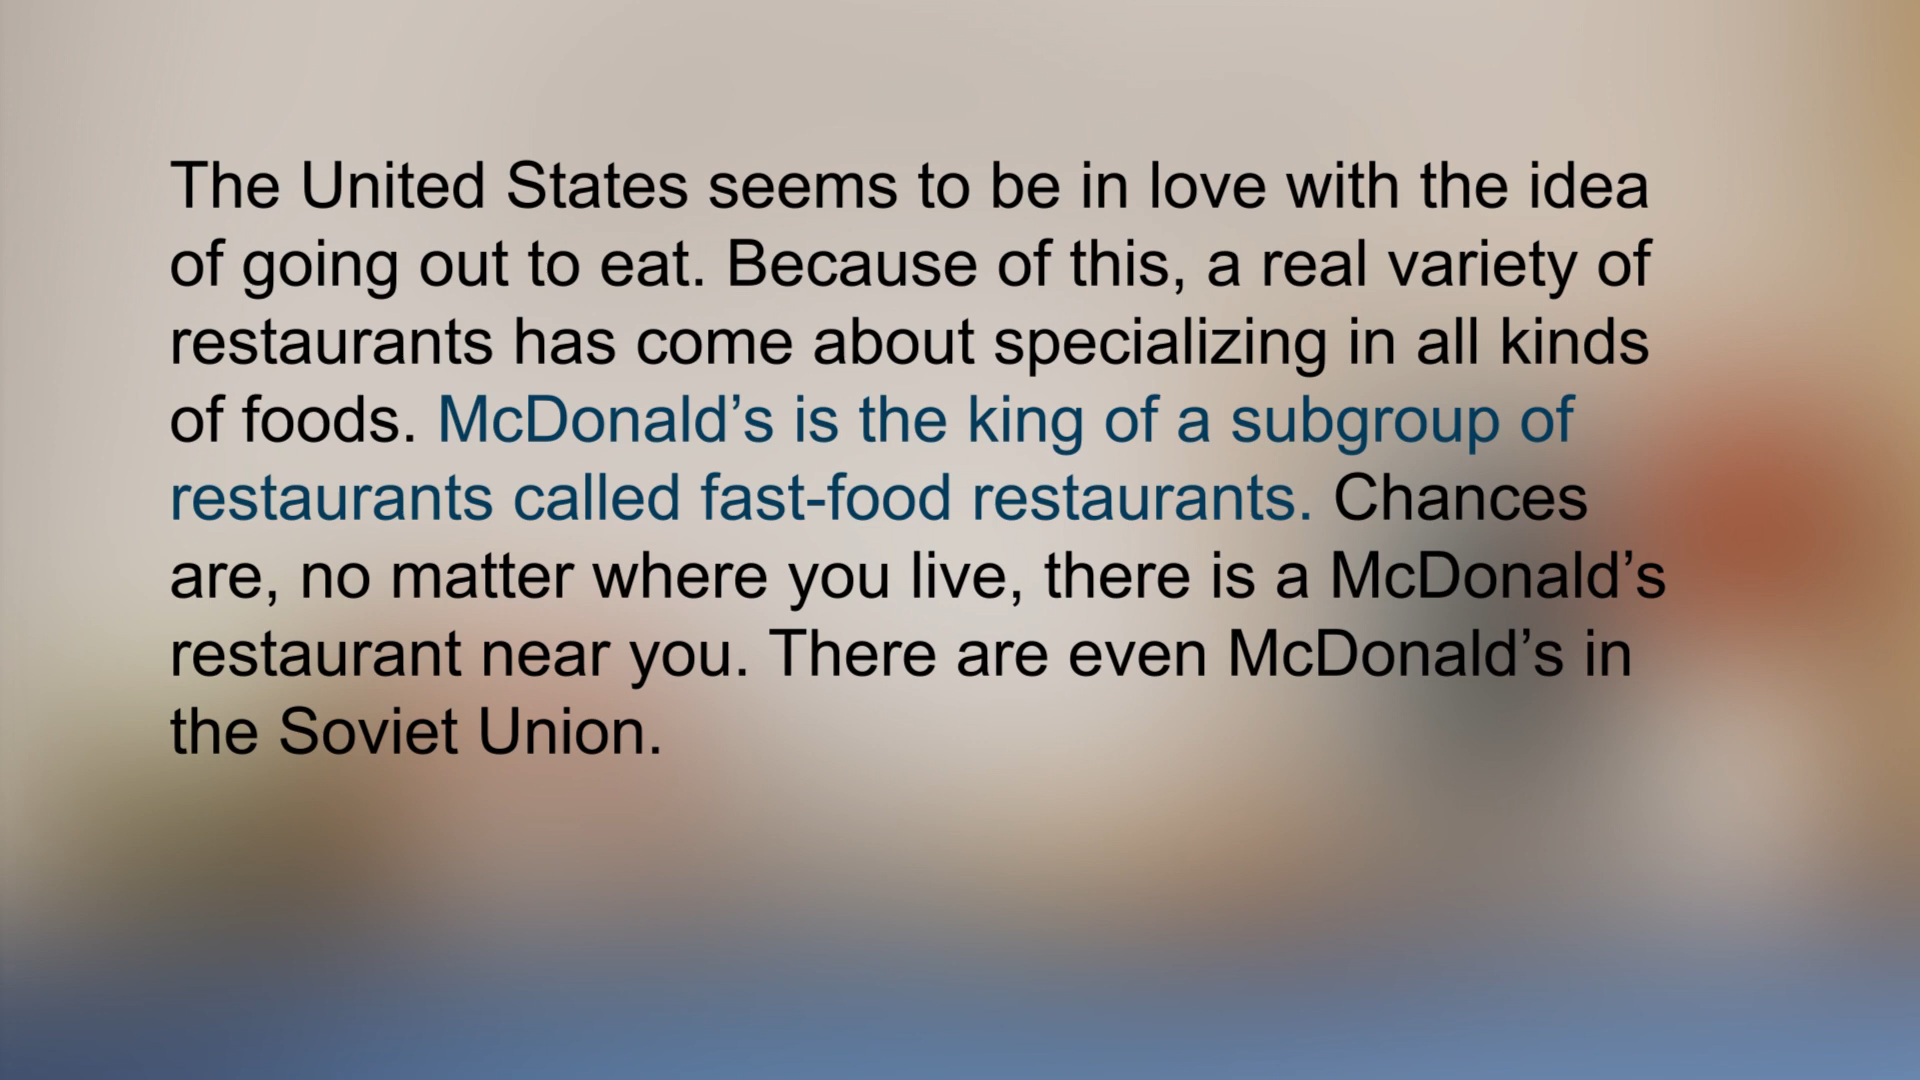 The United States seems to be in love with the idea
of going out to eat. Because of this, a real variety of
restaurants has come about specializing in all kinds
of foods. McDonald’s is the king of a subgroup of
restaurants called fast-food restaurants. Chances
are, no matter where you live, there is a McDonald’s
restaurant near you. There are even McDonald’s in
the Soviet Union.